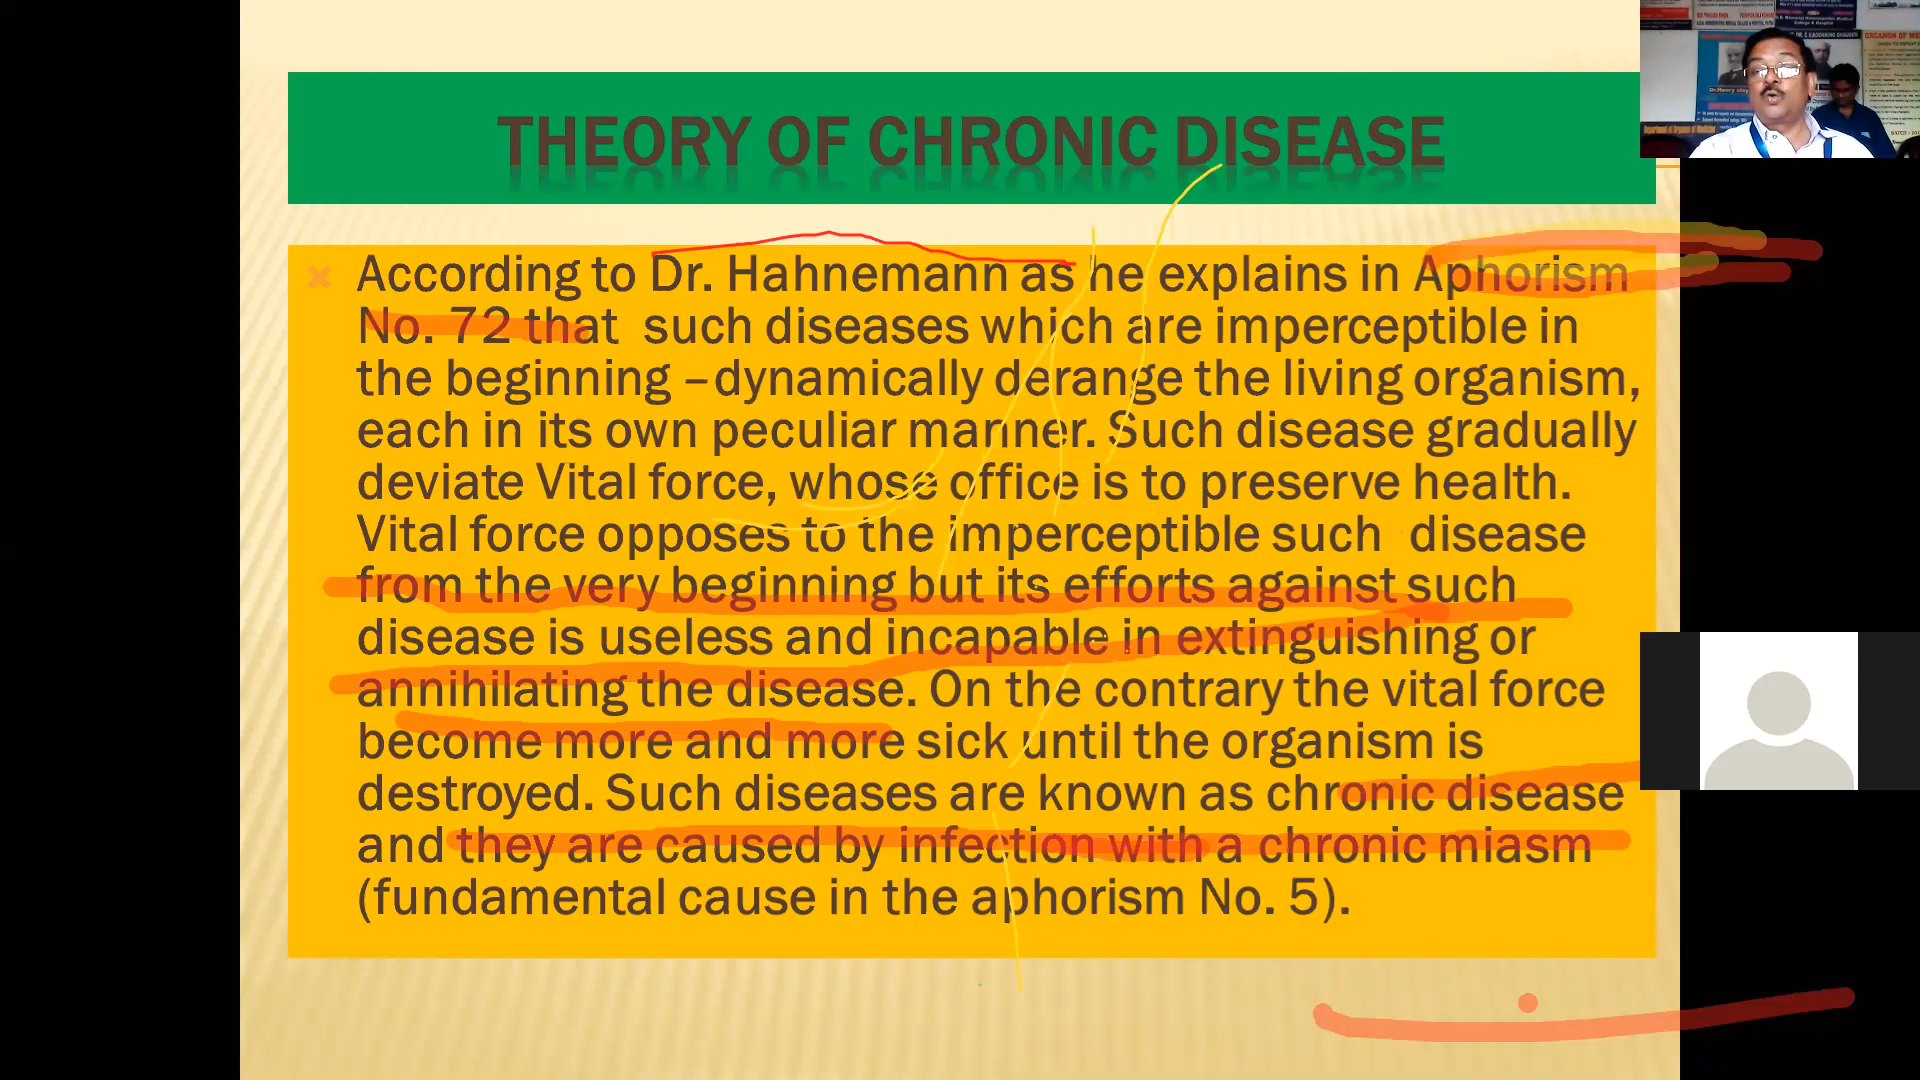 THEORY OF CHRONIC DISEASE
According to Dr. Hahnemann as he explains in Aphorism
No. 72 that such diseases which are imperceptible in
the beginning –dynamically derange the living organism,
each in its own peculiar manner. Such disease gradually
deviate Vital force, whose office is to preserve health.
Vital force opposes to the imperceptible such disease
from the very beginning but its efforts against such
disease is useless and incapable in extinguishing or
annihilating the disease. On the contrary the vital force
become more and more sick until the organism is
destroyed. Such diseases are known as chronic disease
and they are caused by infection with a chronic miasm
(fundamental cause in the aphorism No. 5).